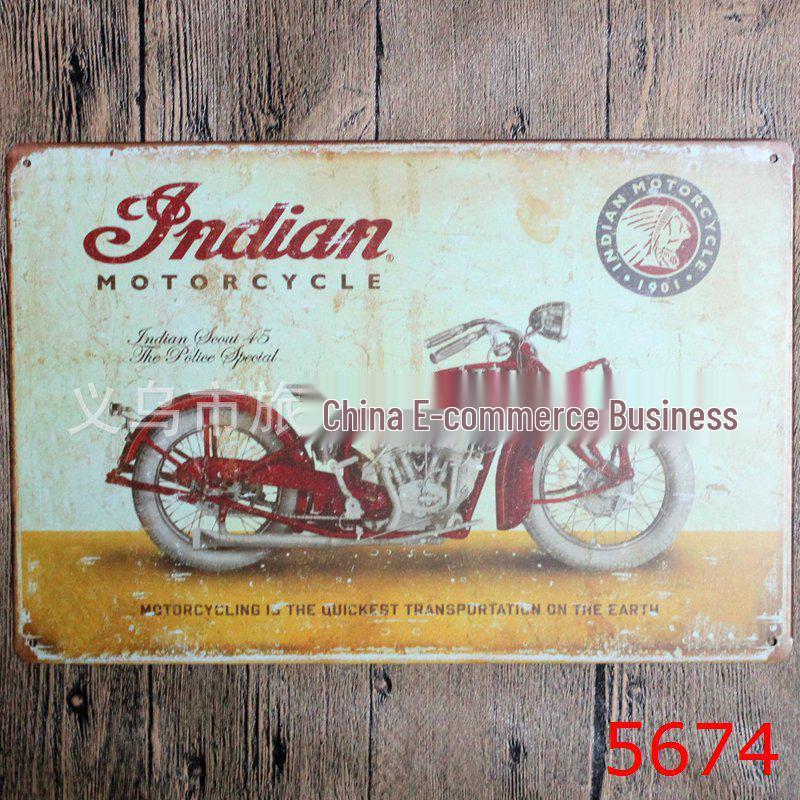 Indian®
MOTORCYCLE
INDIAN MOTORCYCLE
• 1901 •
Indian Scout 45
The Police Special
义乌市旅
China E-commerce Business
MOTORCYCLING IS THE QUICKEST TRANSPORTATION ON THE EARTH
5674